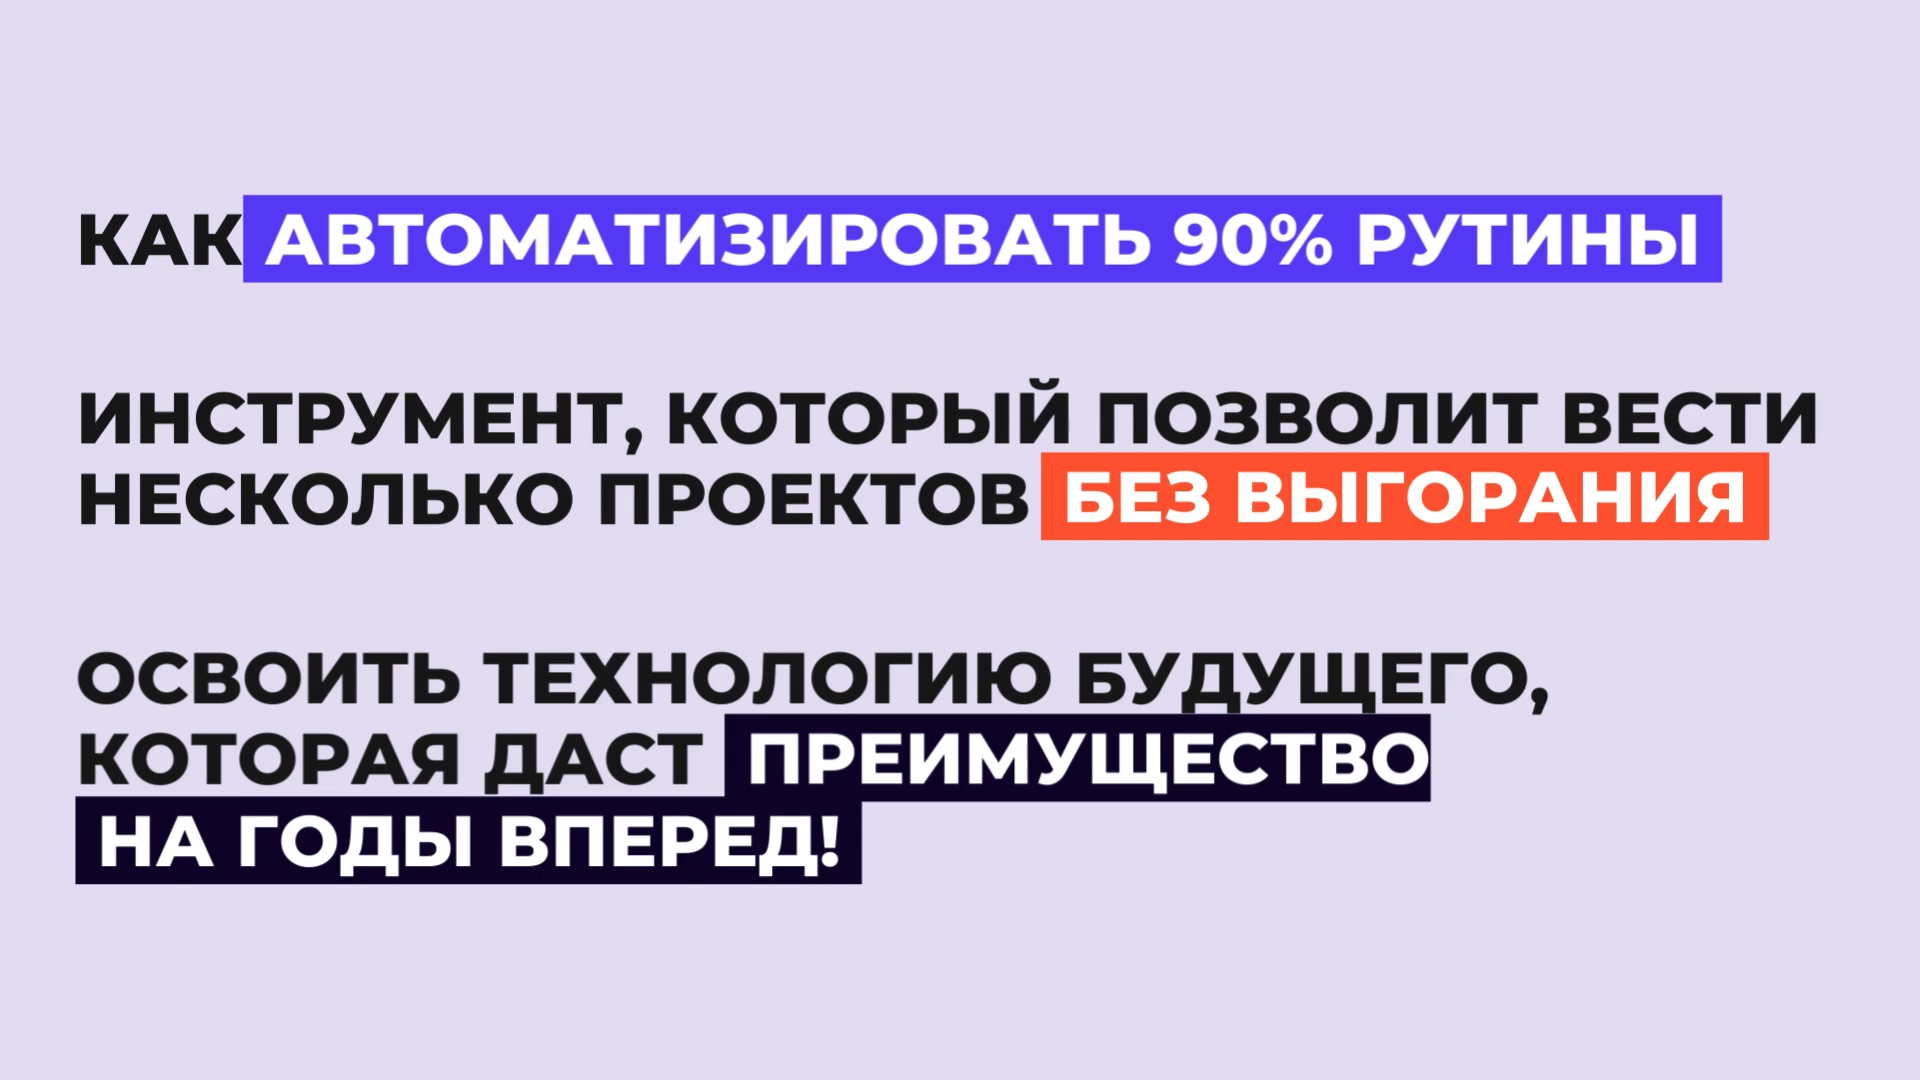 КАК АВТОМАТИЗИРОВАТЬ 90% РУТИНЫ
ИНСТРУМЕНТ, КОТОРЫЙ ПОЗВОЛИТ ВЕСТИ
НЕСКОЛЬКО ПРОЕКТОВ БЕЗ ВЫГОРАНИЯ
ОСВОИТЬ ТЕХНОЛОГИЮ БУДУЩЕГО,
КОТОРАЯ ДАСТ ПРЕИМУЩЕСТВО
НА ГОДЫ ВПЕРЕД!